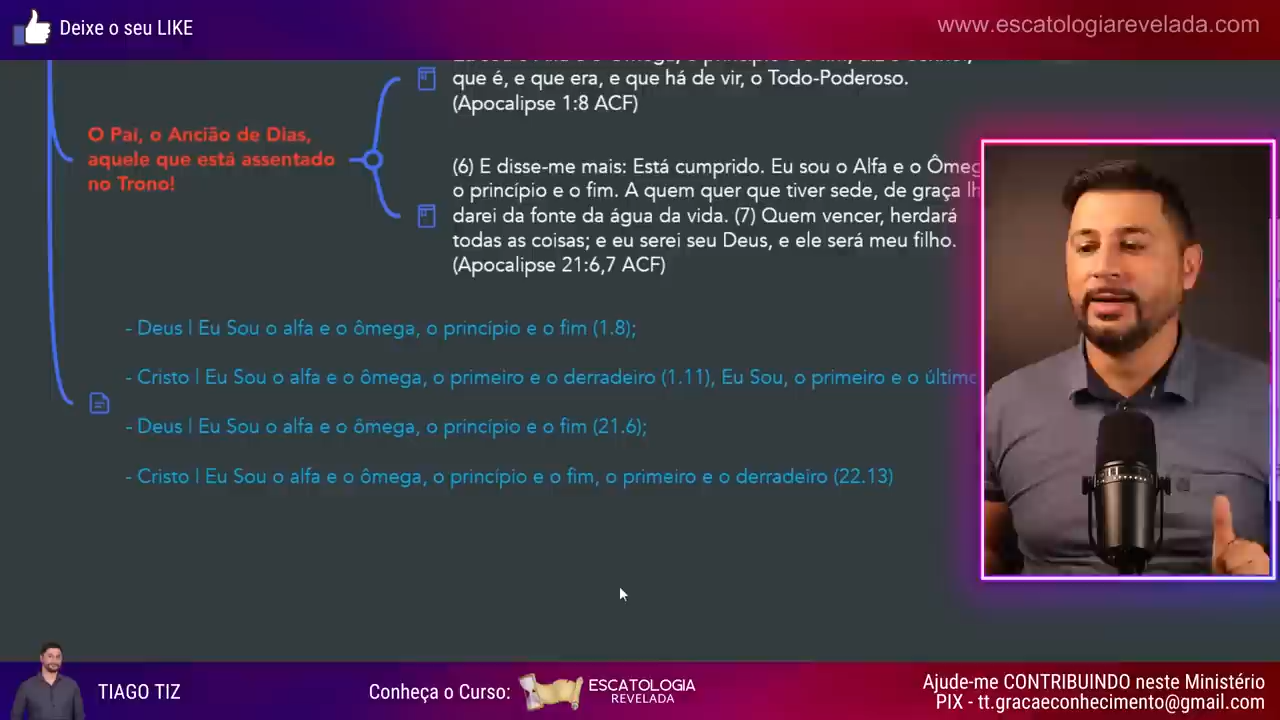 Deixe o seu LIKE
www.escatologiarevelada.com
que é, e que era, e que há de vir, o Todo-Poderoso.
(Apocalipse 1:8 ACF)
O Pai, o Ancião de Dias,
aquele que está assentado
no Trono!
(6) E disse-me mais: Está cumprido. Eu sou o Alfa e o Ômeg
o princípio e o fim. A quem quer que tiver sede, de graça lh
darei da fonte da água da vida. (7) Quem vencer, herdará
todas as coisas; e eu serei seu Deus, e ele será meu filho.
(Apocalipse 21:6,7 ACF)
- Deus | Eu Sou o alfa e o ômega, o princípio e o fim (1.8);
- Cristo | Eu Sou o alfa e o ômega, o primeiro e o derradeiro (1.11), Eu Sou, o primeiro e o último
- Deus | Eu Sou o alfa e o ômega, o princípio e o fim (21.6);
- Cristo | Eu Sou o alfa e o ômega, o princípio e o fim, o primeiro e o derradeiro (22.13)
TIAGO TIZ
Conheça o Curso:
ESCATOLOGIA
REVELADA
Ajude-me CONTRIBUINDO neste Ministério
PIX - tt.gracaeconhecimento@gmail.com